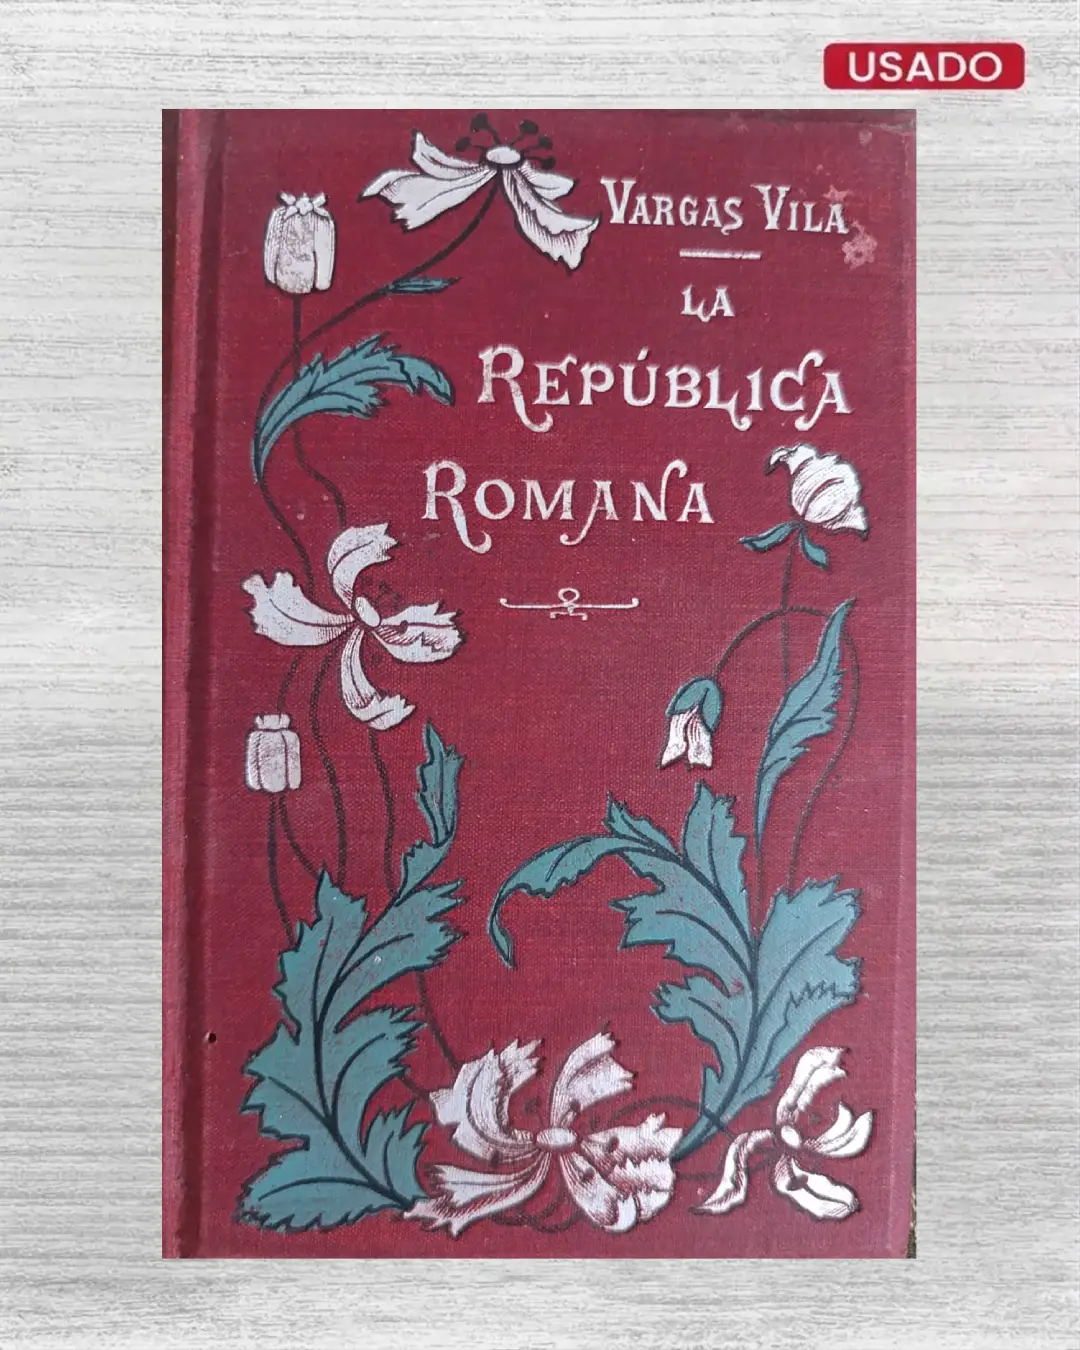 USADO
VARGAS VILA
LA
REPÚBLICA
ROMANA